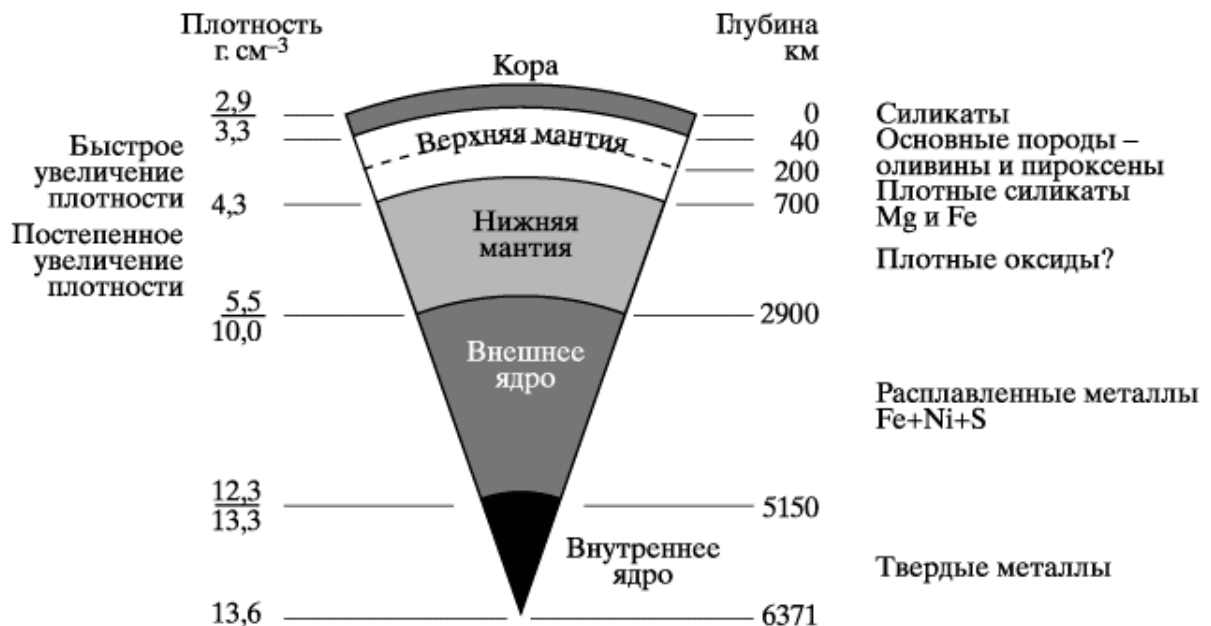 Плотность
г. см–3
Глубина
км
Кора
2,9
3,3
0
Силикаты
Быстрое
увеличение
плотности
Верхняя мантия
40
Основные породы –
оливины и пироксены
200
4,3
700
Плотные силикаты
Mg и Fe
Постепенное
увеличение
плотности
Нижняя
мантия
Плотные оксиды?
5,5
10,0
2900
Внешнее
ядро
Расплавленные металлы
Fe+Ni+S
12,3
13,3
5150
Внутреннее
ядро
Твердые металлы
13,6
6371